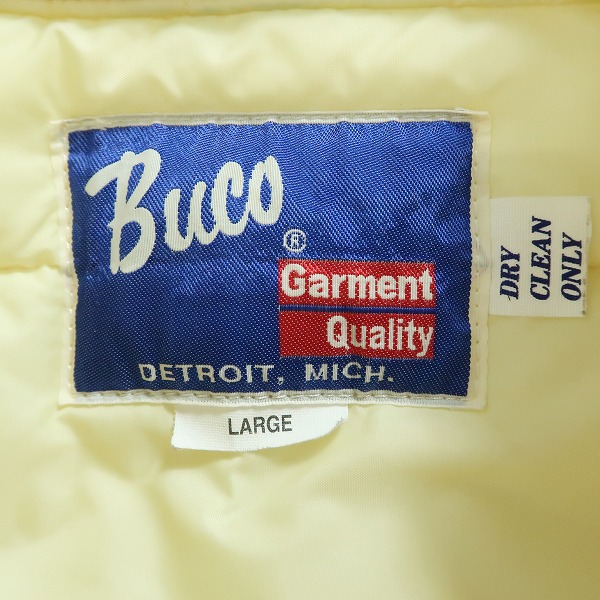 Buco
®
Garment
Quality
DETROIT, MICH.
LARGE
DRY
CLEAN
ONLY